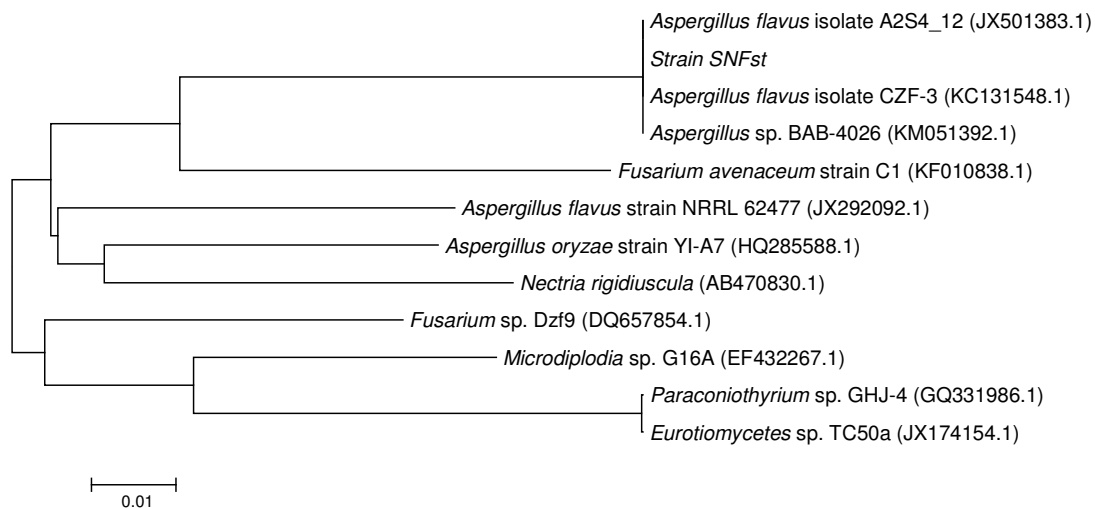 Aspergillus flavus isolate A2S4_12 (JX501383.1)
Strain SNFst
Aspergillus flavus isolate CZF-3 (KC131548.1)
Aspergillus sp. BAB-4026 (KM051392.1)
Fusarium avenaceum strain C1 (KF010838.1)
Aspergillus flavus strain NRRL 62477 (JX292092.1)
Aspergillus oryzae strain YI-A7 (HQ285588.1)
Nectria rigidiuscula (AB470830.1)
Fusarium sp. Dzf9 (DQ657854.1)
Microdiplodia sp. G16A (EF432267.1)
Paraconiothyrium sp. GHJ-4 (GQ331986.1)
Eurotiomycetes sp. TC50a (JX174154.1)
0.01